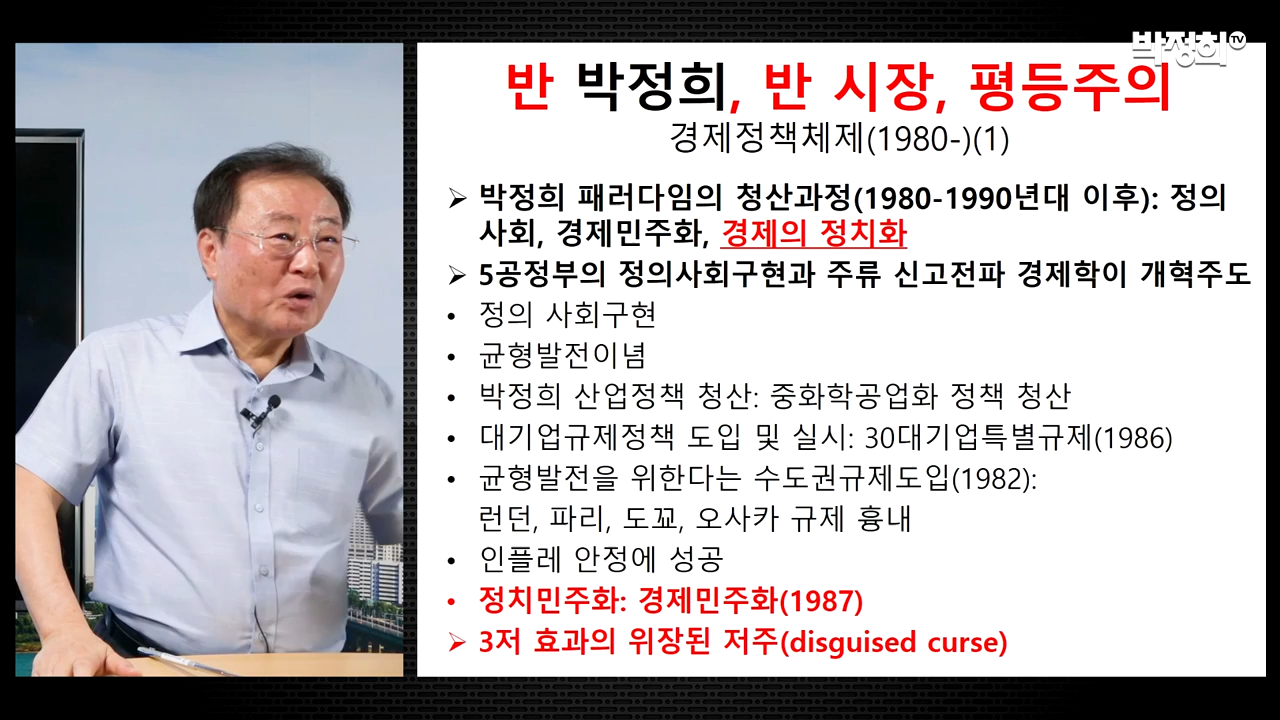 박정희TV
반 박정희, 반 시장, 평등주의
경제정책체제(1980-)(1)
➢ 박정희 패러다임의 청산과정(1980-1990년대 이후): 정의
사회, 경제민주화, 경제의 정치화
➢ 5공정부의 정의사회구현과 주류 신고전파 경제학이 개혁주도
• 정의 사회구현
• 균형발전이념
• 박정희 산업정책 청산: 중화학공업화 정책 청산
• 대기업규제정책 도입 및 실시: 30대기업특별규제(1986)
• 균형발전을 위한다는 수도권규제도입(1982):
런던, 파리, 도꾜, 오사카 규제 흉내
• 인플레 안정에 성공
• 정치민주화: 경제민주화(1987)
➢ 3저 효과의 위장된 저주(disguised curse)